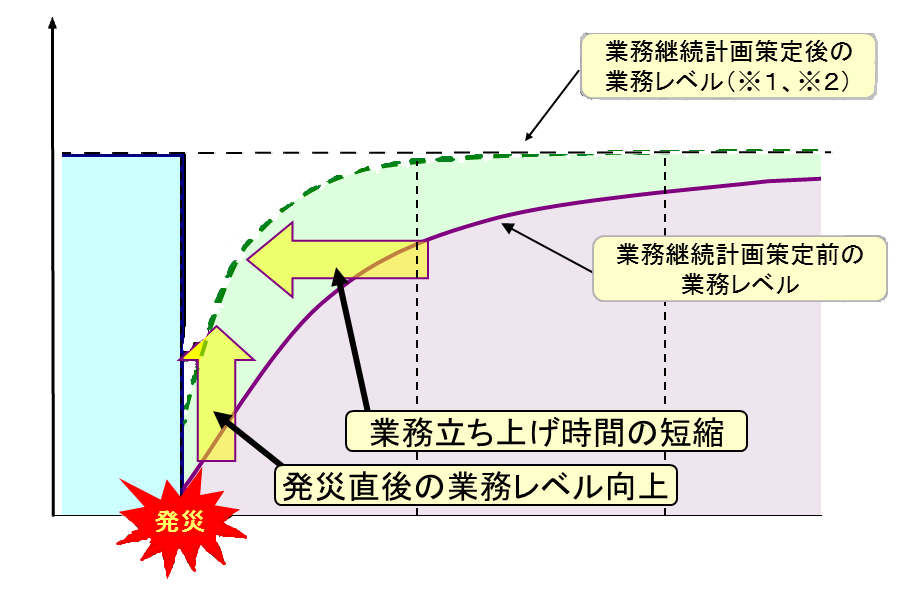 業務継続計画策定後の
業務レベル(※1、※2)
業務継続計画策定前の
業務レベル
業務立ち上げ時間の短縮
発災直後の業務レベル向上
発災